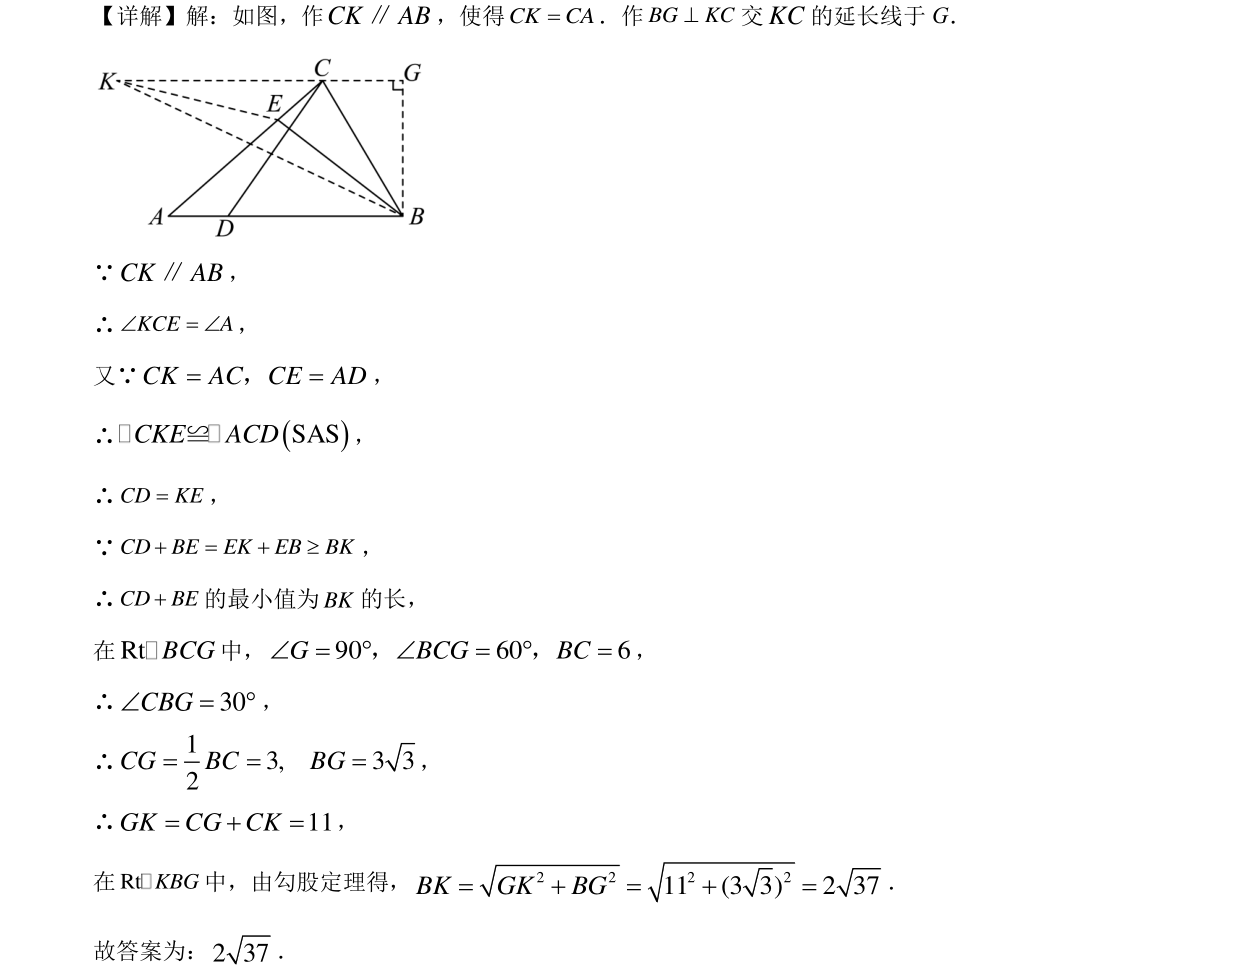 【详解】解：如图，作CK∥AB，使得CK=CA．作BG⊥KC交KC的延长线于G．
K C G
E
A D B
∵CK∥AB，
∴∠KCE=∠A，
又∵CK=AC，CE=AD，
∴□CKE≌□ACD(SAS)，
∴CD=KE，
∵CD+BE=EK+EB≥BK，
∴CD+BE的最小值为BK的长，
在Rt□BCG中，∠G=90°，∠BCG=60°，BC=6，
∴∠CBG=30°，
∴CG=1/2BC=3, BG=3√3，
∴GK=CG+CK=11，
在Rt□KBG中，由勾股定理得，BK=√(GK²+BG²)=√(11²+(3√3)²)=2√37．
故答案为：2√37．